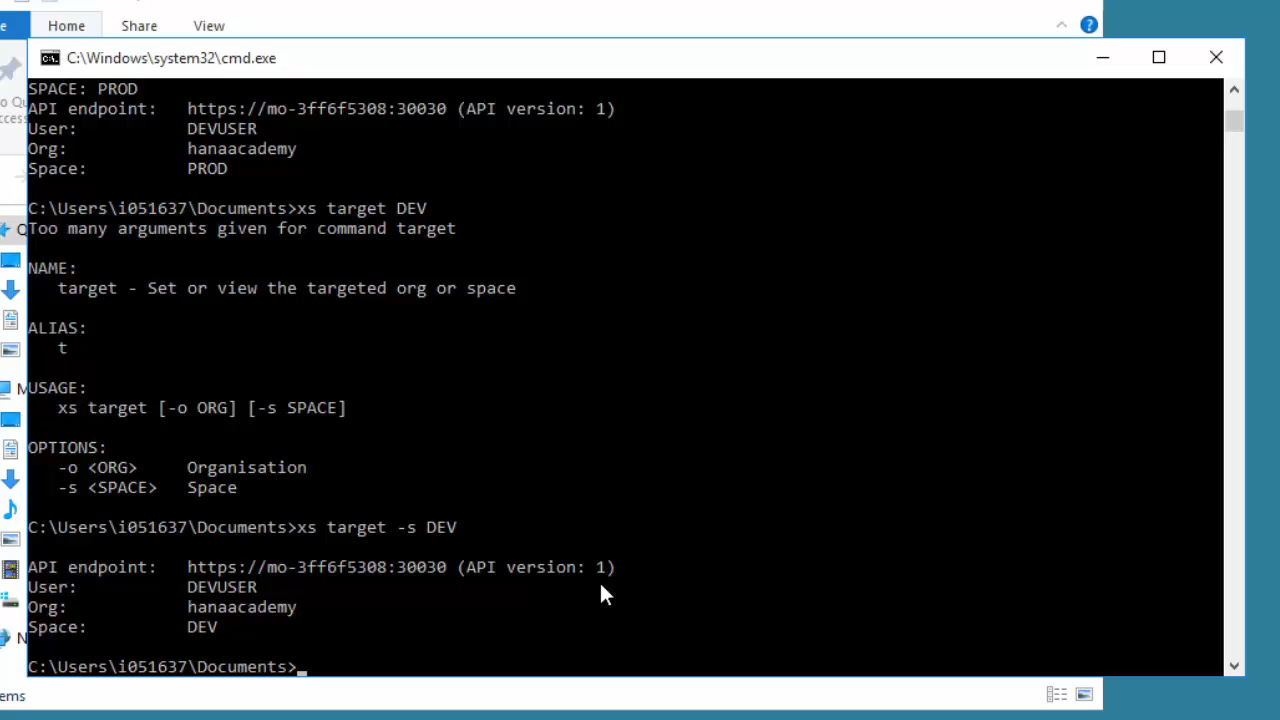 Home Share View
C:\Windows\system32\cmd.exe
SPACE: PROD
API endpoint: https://mo-3ff6f5308:30030 (API version: 1)
User: DEVUSER
Org: hanaacademy
Space: PROD
C:\Users\i051637\Documents>xs target DEV
Too many arguments given for command target
NAME:
target - Set or view the targeted org or space
ALIAS:
t
USAGE:
xs target [-o ORG] [-s SPACE]
OPTIONS:
-o <ORG> Organisation
-s <SPACE> Space
C:\Users\i051637\Documents>xs target -s DEV
API endpoint: https://mo-3ff6f5308:30030 (API version: 1)
User: DEVUSER
Org: hanaacademy
Space: DEV
C:\Users\i051637\Documents>_